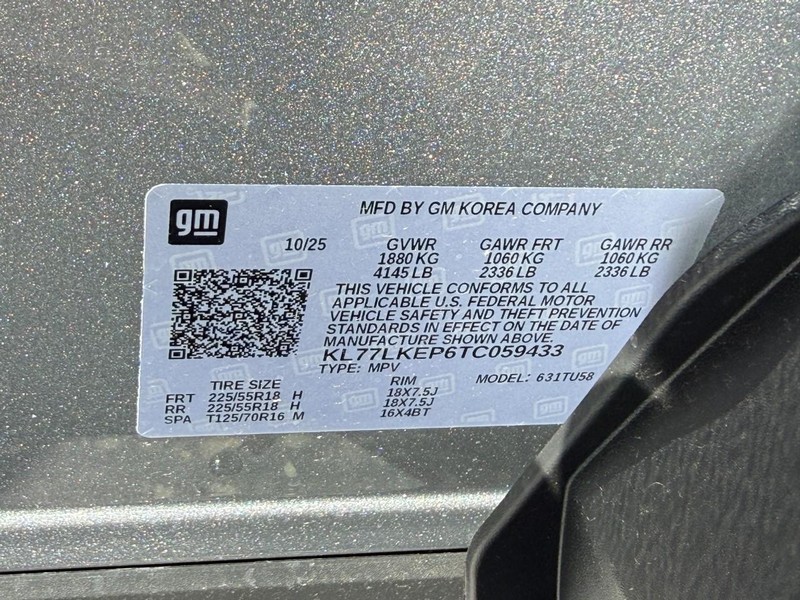 gm
MFD BY GM KOREA COMPANY
10/25 GVWR GAWR FRT GAWR RR
1880 KG 1060 KG 1060 KG
4145 LB 2336 LB 2336 LB
THIS VEHICLE CONFORMS TO ALL
APPLICABLE U.S. FEDERAL MOTOR
VEHICLE SAFETY AND THEFT PREVENTION
STANDARDS IN EFFECT ON THE DATE OF
MANUFACTURE SHOWN ABOVE.
KL77LKEP6TC059433
TYPE: MPV
TIRE SIZE RIM MODEL: 631TU58
FRT 225/55R18 H 18X7.5J
RR 225/55R18 H 18X7.5J
SPA T125/70R16 M 16X4BT